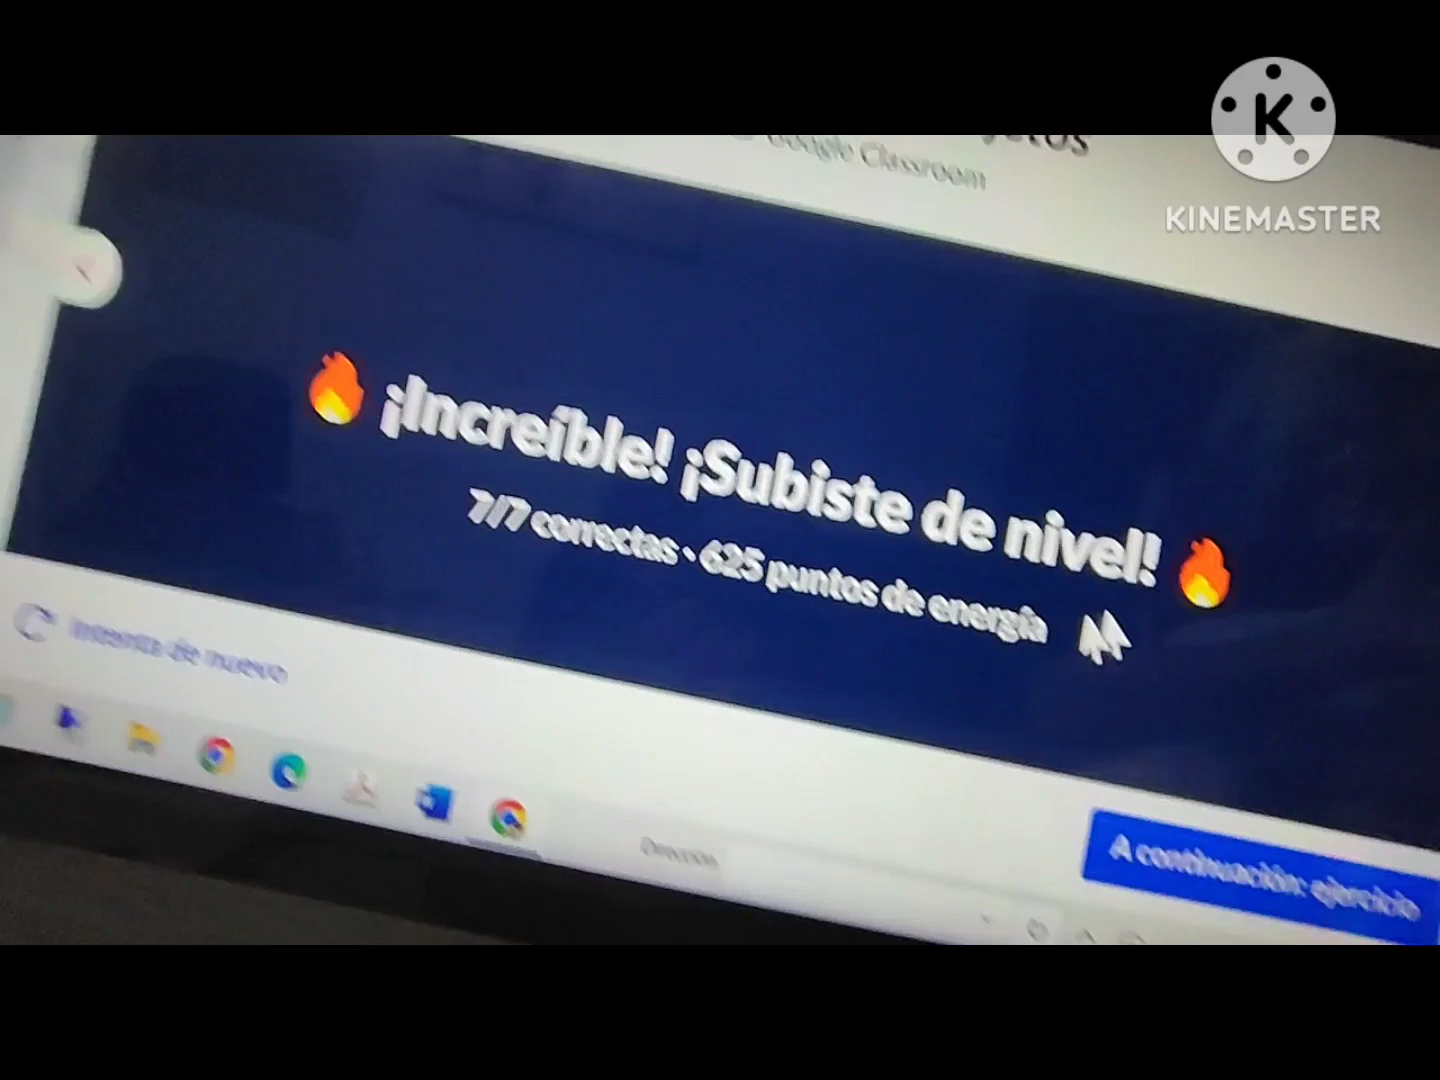 Google Classroom
KINEMASTER
¡Increíble! ¡Subiste de nivel!
7/7 correctas • 625 puntos de energía
Intenta de nuevo
Dirección
A continuación: ejercicio